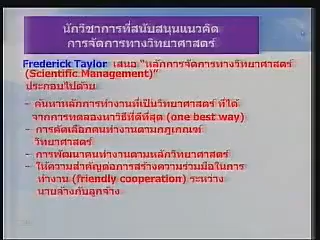 นักวิชาการที่สนับสนุนแนวคิด
การจัดการทางวิทยาศาสตร์
Frederick Taylor เสนอ "หลักการจัดการทางวิทยาศาสตร์
(Scientific Management)"
ประกอบไปด้วย
- ค้นหาหลักการทำงานที่เป็นวิทยาศาสตร์ ที่ได้
จากการทดลองหาวิธีที่ดีที่สุด (one best way)
- การคัดเลือกคนทำงานตามกฎเกณฑ์
วิทยาศาสตร์
- การพัฒนาคนทำงานตามหลักวิทยาศาสตร์
- ให้ความสำคัญต่อการสร้างความร่วมมือในการ
ทำงาน (friendly cooperation) ระหว่าง
นายจ้างกับลูกจ้าง